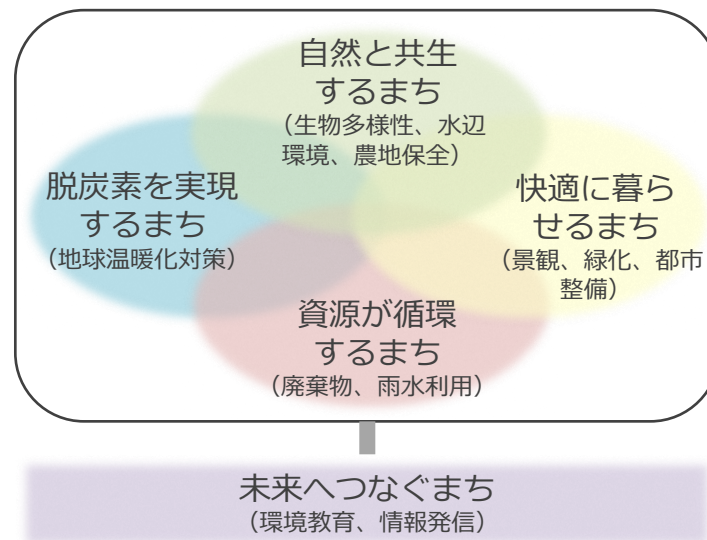 自然と共生
するまち
（生物多様性、水辺
環境、農地保全）
脱炭素を実現
するまち
（地球温暖化対策）
快適に暮ら
せるまち
（景観、緑化、都市
整備）
資源が循環
するまち
（廃棄物、雨水利用）
未来へつなぐまち
（環境教育、情報発信）